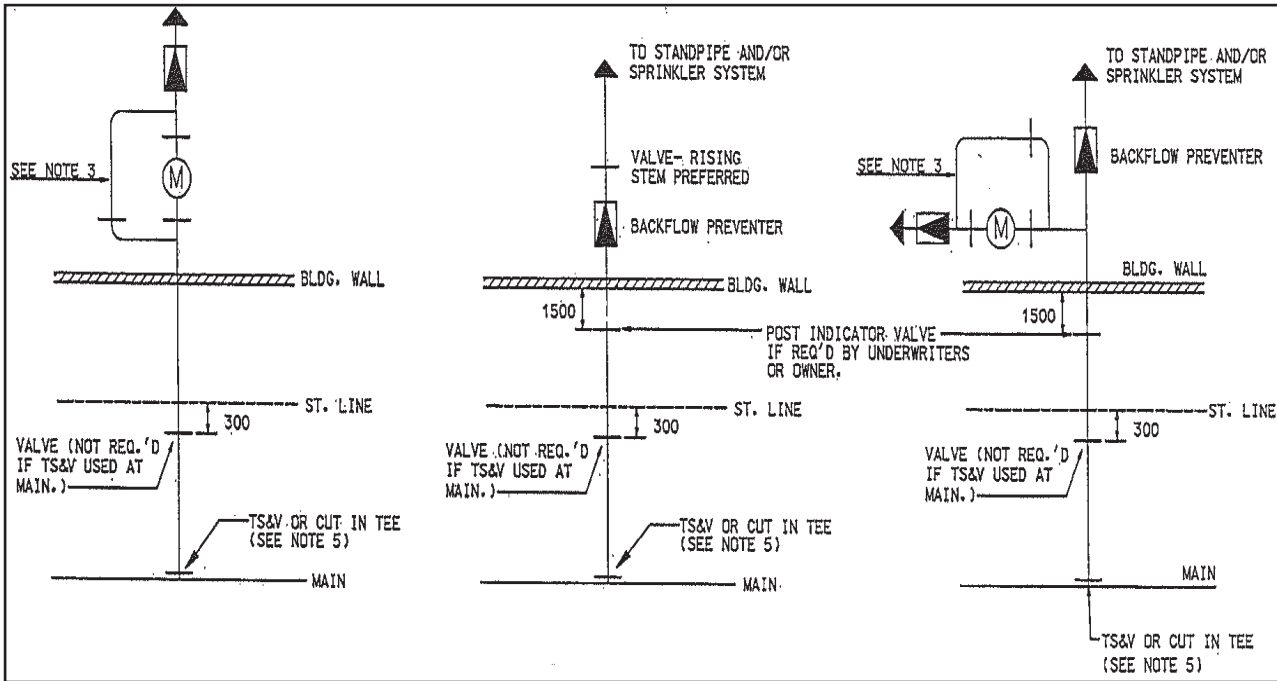 SEE NOTE 3
M
BLDG. WALL
ST. LINE
300
VALVE (NOT REQ.'D
IF TS&V USED AT
MAIN.)
TS&V OR CUT IN TEE
(SEE NOTE 5)
MAIN
TO STANDPIPE AND/OR
SPRINKLER SYSTEM
VALVE- RISING
STEM PREFERRED
BACKFLOW PREVENTER
BLDG. WALL
1500
POST INDICATOR VALVE
IF REQ'D BY UNDERWRITERS
OR OWNER.
ST. LINE
300
VALVE (NOT REQ.'D
IF TS&V USED AT
MAIN.)
TS&V OR CUT IN TEE
(SEE NOTE 5)
MAIN
TO STANDPIPE AND/OR
SPRINKLER SYSTEM
BACKFLOW PREVENTER
SEE NOTE 3
M
BLDG. WALL
1500
ST. LINE
300
VALVE (NOT REQ.'D
IF TS&V USED AT
MAIN.)
MAIN
TS&V OR CUT IN TEE
(SEE NOTE 5)